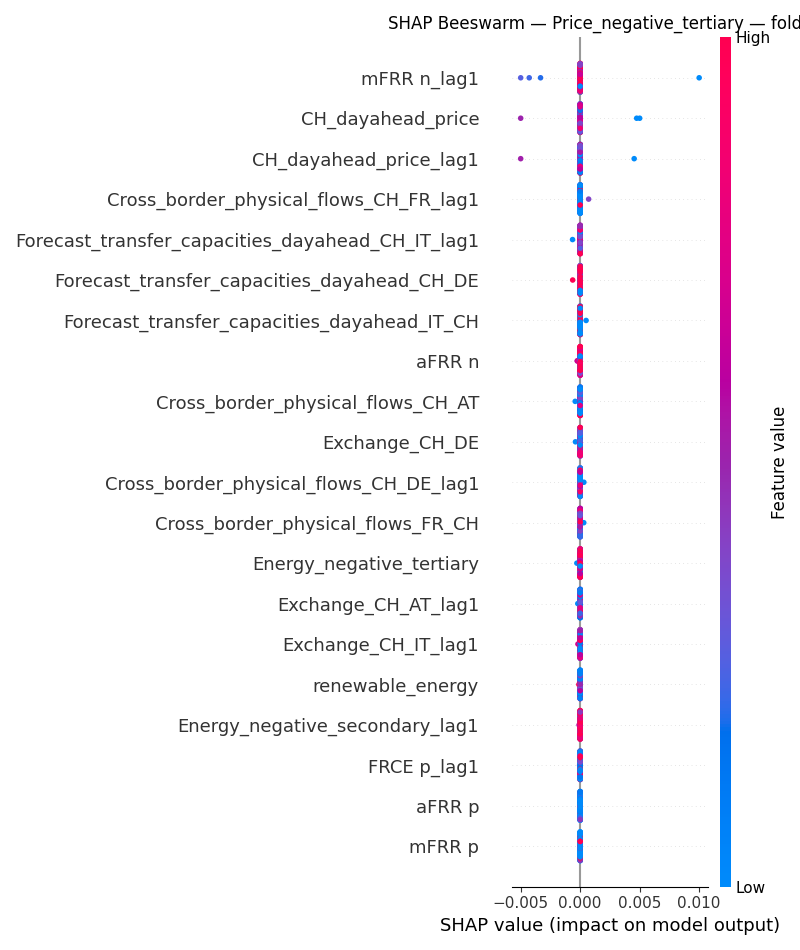 SHAP Beeswarm — Price_negative_tertiary — fold
High
mFRR n_lag1
CH_dayahead_price
CH_dayahead_price_lag1
Cross_border_physical_flows_CH_FR_lag1
Forecast_transfer_capacities_dayahead_CH_IT_lag1
Forecast_transfer_capacities_dayahead_CH_DE
Forecast_transfer_capacities_dayahead_IT_CH
aFRR n
Cross_border_physical_flows_CH_AT
Exchange_CH_DE
Cross_border_physical_flows_CH_DE_lag1
Cross_border_physical_flows_FR_CH
Energy_negative_tertiary
Exchange_CH_AT_lag1
Exchange_CH_IT_lag1
renewable_energy
Energy_negative_secondary_lag1
FRCE p_lag1
aFRR p
mFRR p
Feature value
Low
−0.005 0.000 0.005 0.010
SHAP value (impact on model output)